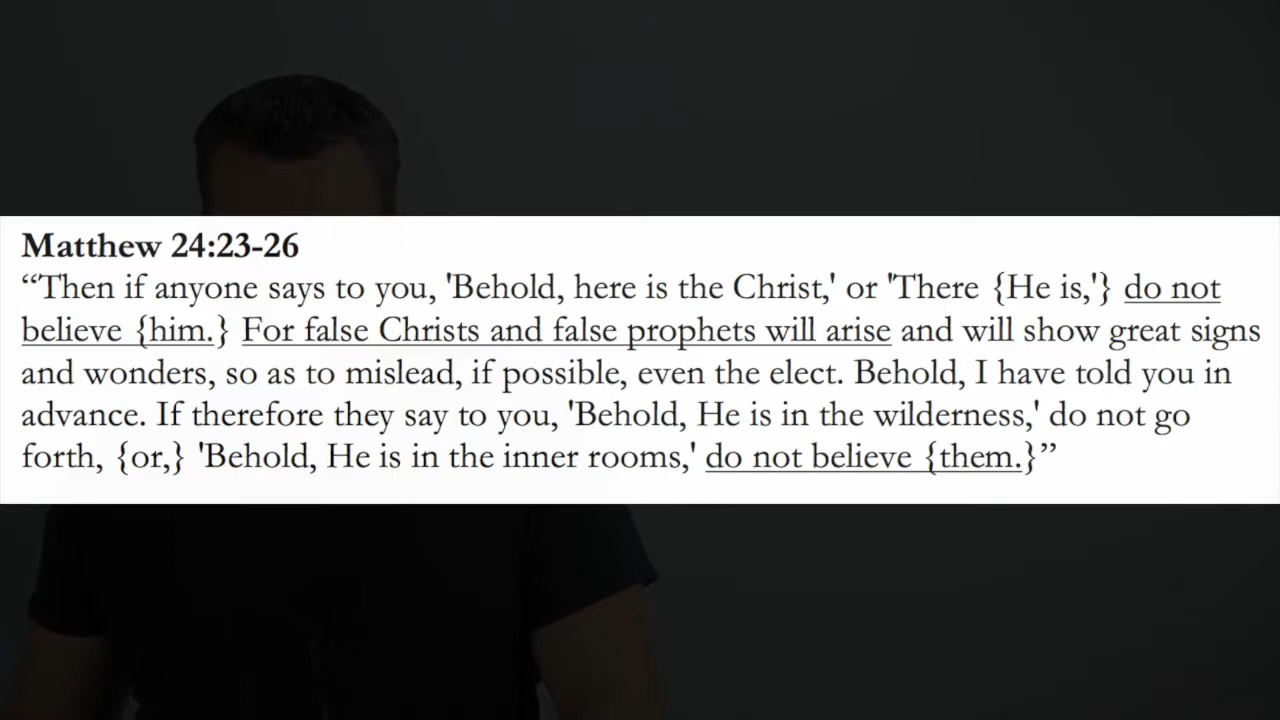 Matthew 24:23-26
“Then if anyone says to you, 'Behold, here is the Christ,' or 'There {He is,'} do not
believe {him.} For false Christs and false prophets will arise and will show great signs
and wonders, so as to mislead, if possible, even the elect. Behold, I have told you in
advance. If therefore they say to you, 'Behold, He is in the wilderness,' do not go
forth, {or,} 'Behold, He is in the inner rooms,' do not believe {them.}”